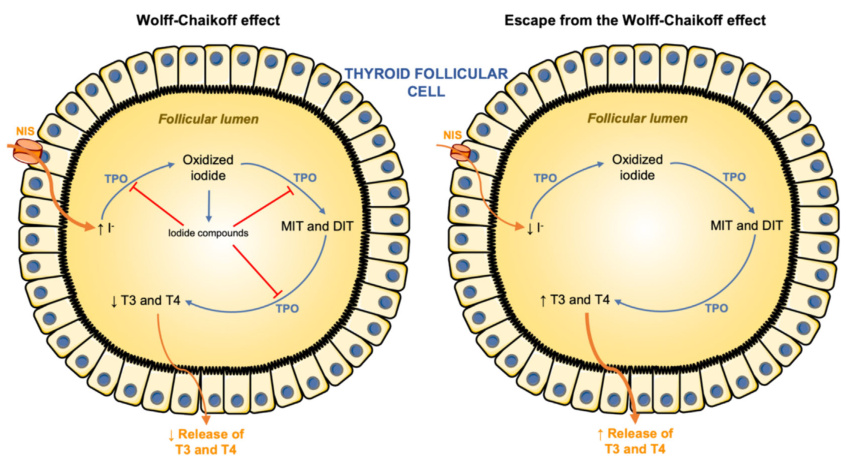 Wolff-Chaikoff effect
Escape from the Wolff-Chaikoff effect
THYROID FOLLICULAR
CELL
Follicular lumen
NIS
Oxidized
iodide
TPO
TPO
↑ I-
Iodide compounds
MIT and DIT
↓ T3 and T4
TPO
↓ Release of
T3 and T4
Follicular lumen
NIS
Oxidized
iodide
TPO
TPO
↓ I-
MIT and DIT
↑ T3 and T4
TPO
↑ Release of
T3 and T4